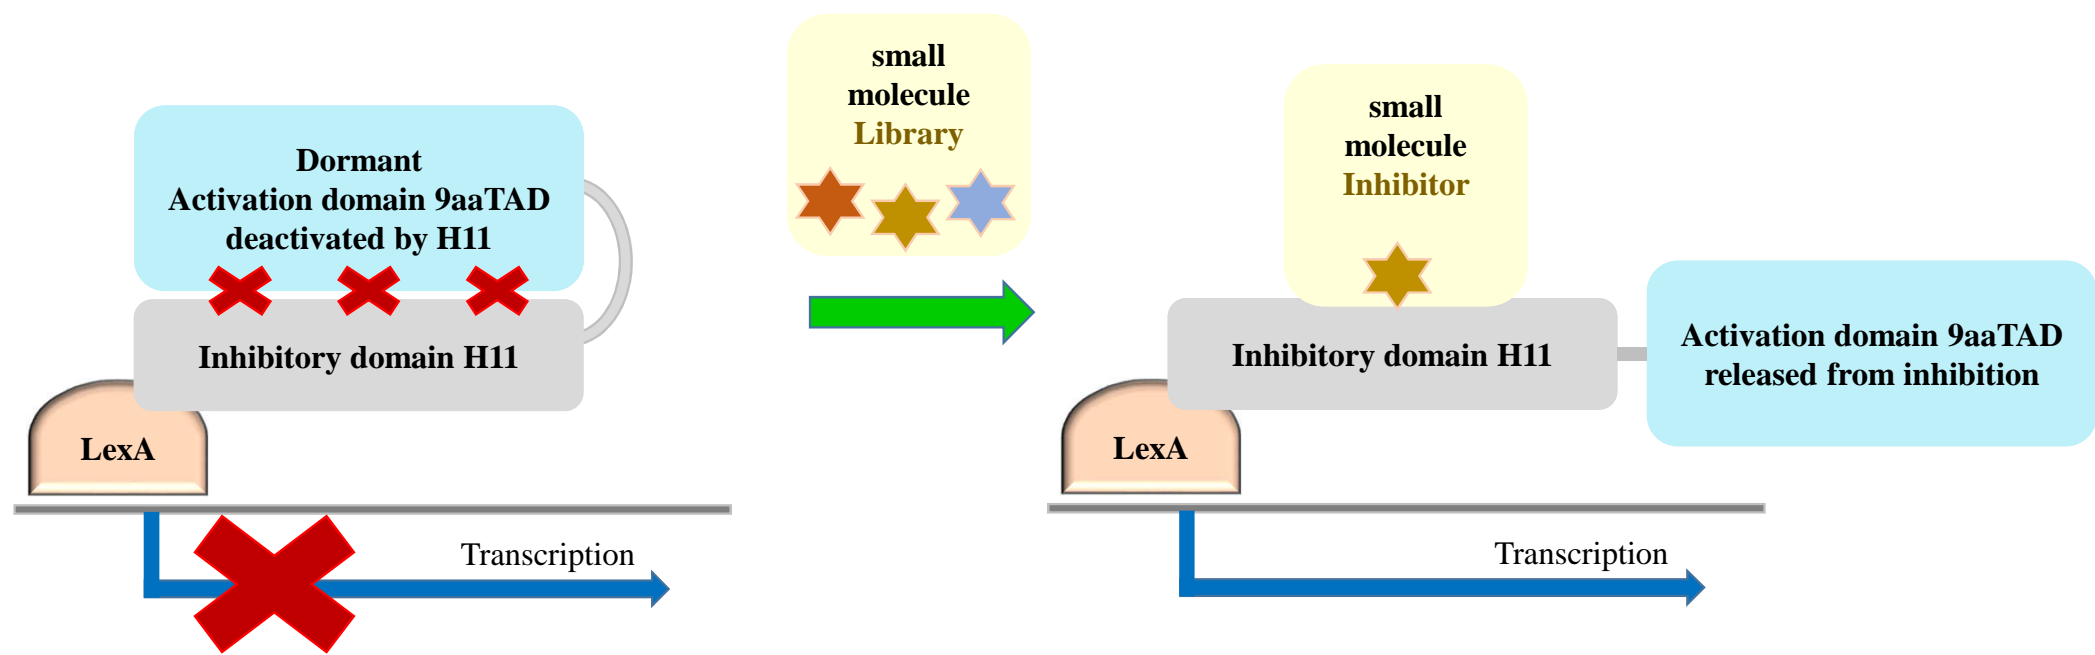 Dormant
Activation domain 9aaTAD
deactivated by H11
Inhibitory domain H11
LexA
Transcription
small
molecule
Library
small
molecule
Inhibitor
Inhibitory domain H11
Activation domain 9aaTAD
released from inhibition
LexA
Transcription